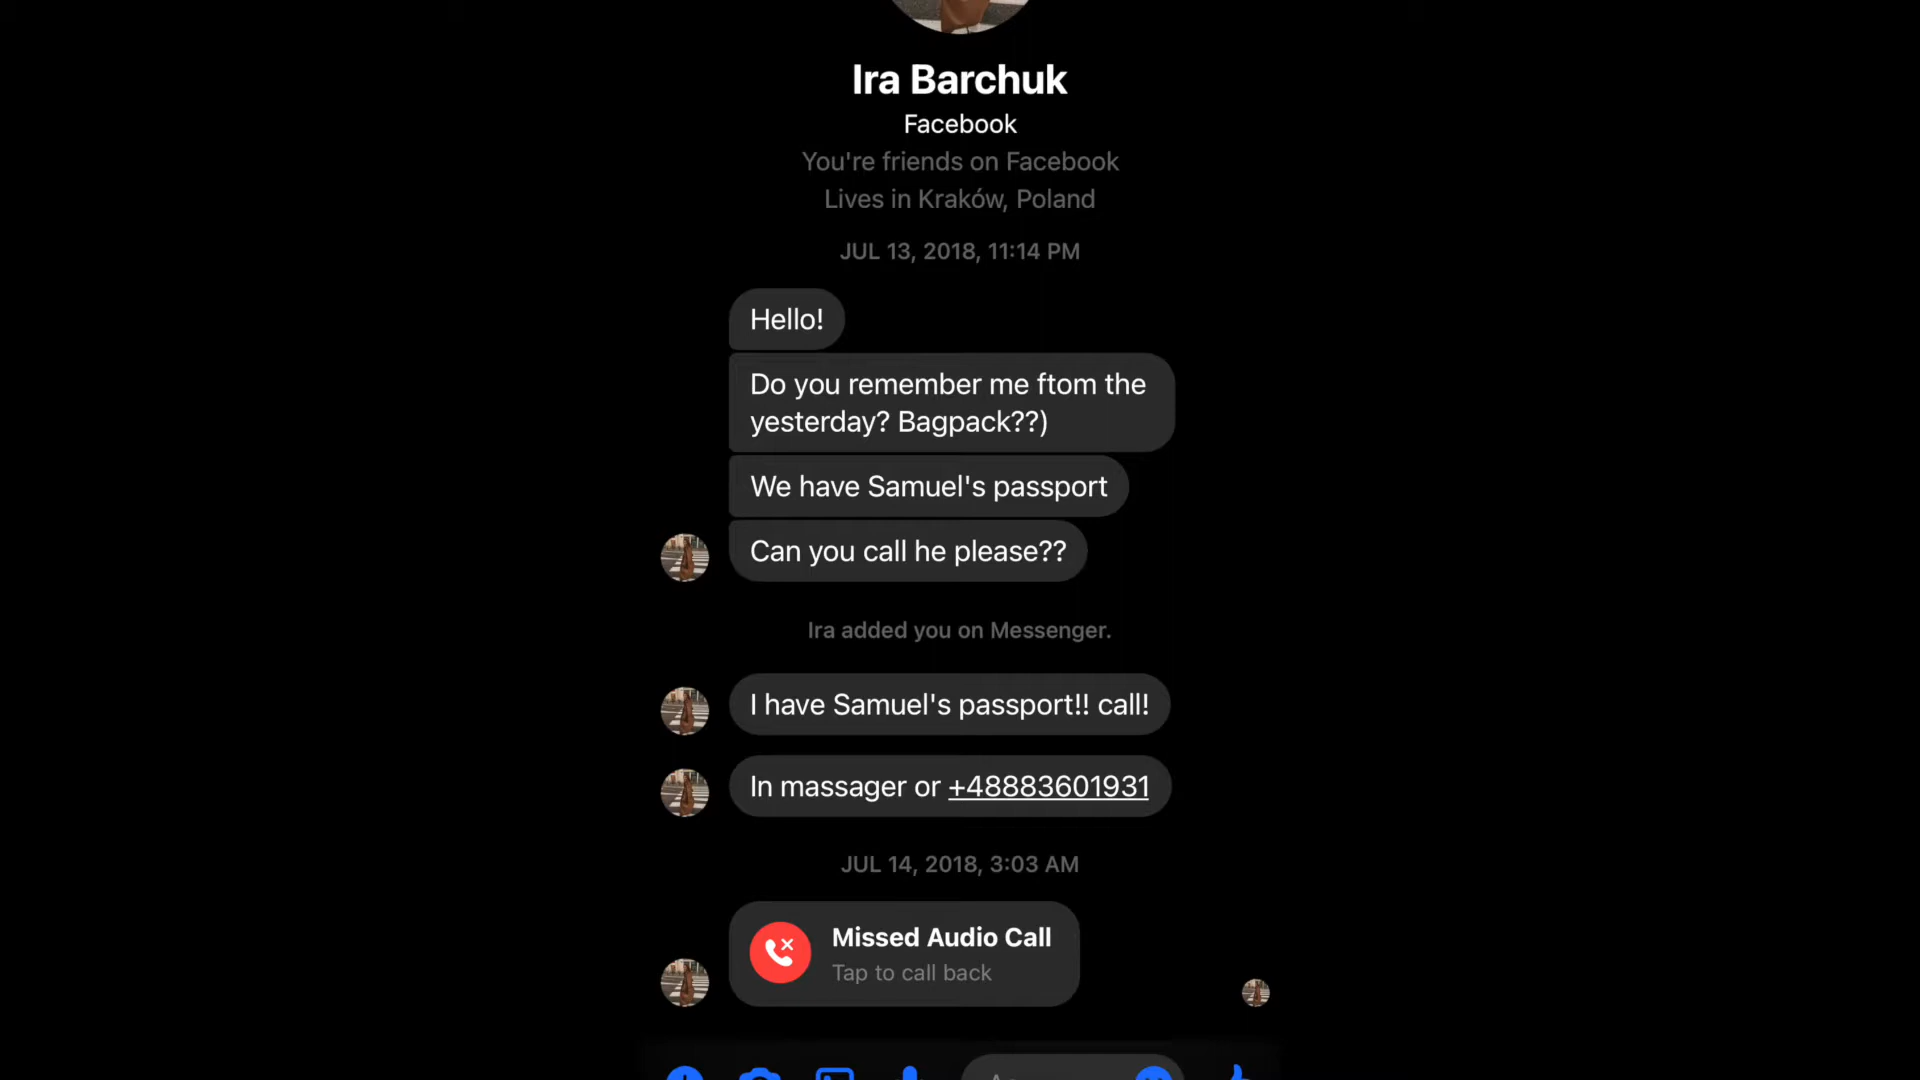 Ira Barchuk
Facebook
You're friends on Facebook
Lives in Kraków, Poland
JUL 13, 2018, 11:14 PM
Hello!
Do you remember me ftom the
yesterday? Bagpack??)
We have Samuel's passport
Can you call he please??
Ira added you on Messenger.
I have Samuel's passport!! call!
In massager or +48883601931
JUL 14, 2018, 3:03 AM
Missed Audio Call
Tap to call back